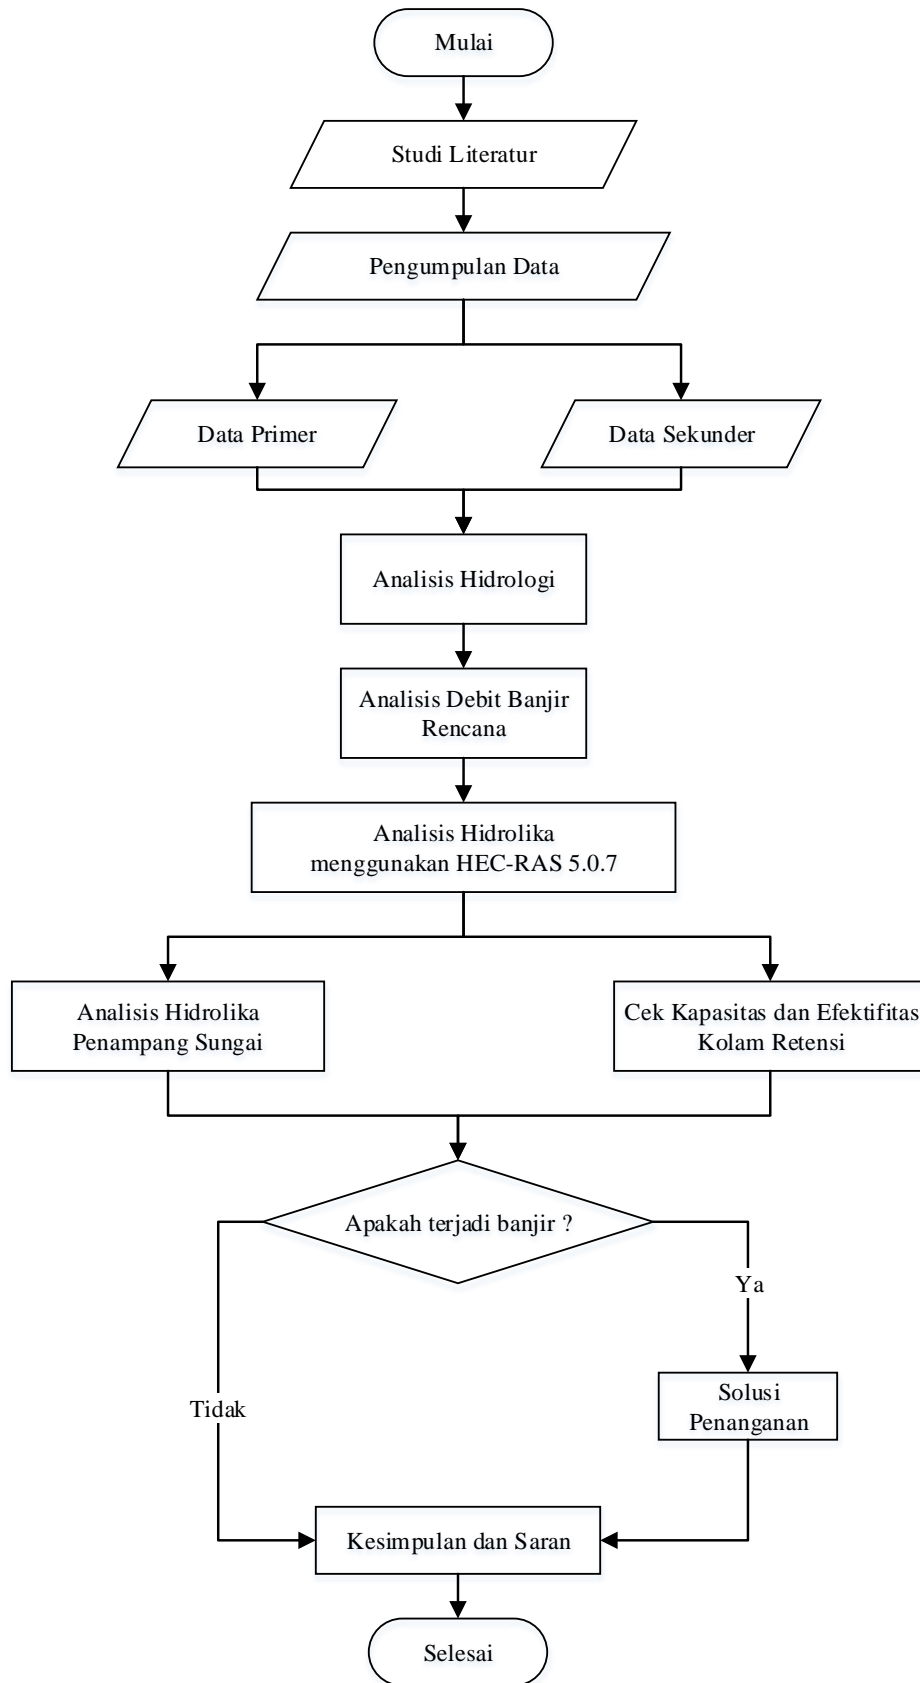 Mulai
Studi Literatur
Pengumpulan Data
Data Primer
Data Sekunder
Analisis Hidrologi
Analisis Debit Banjir
Rencana
Analisis Hidrolika
menggunakan HEC-RAS 5.0.7
Analisis Hidrolika
Penampang Sungai
Cek Kapasitas dan Efektifitas
Kolam Retensi
Apakah terjadi banjir ?
Ya
Tidak
Solusi
Penanganan
Kesimpulan dan Saran
Selesai